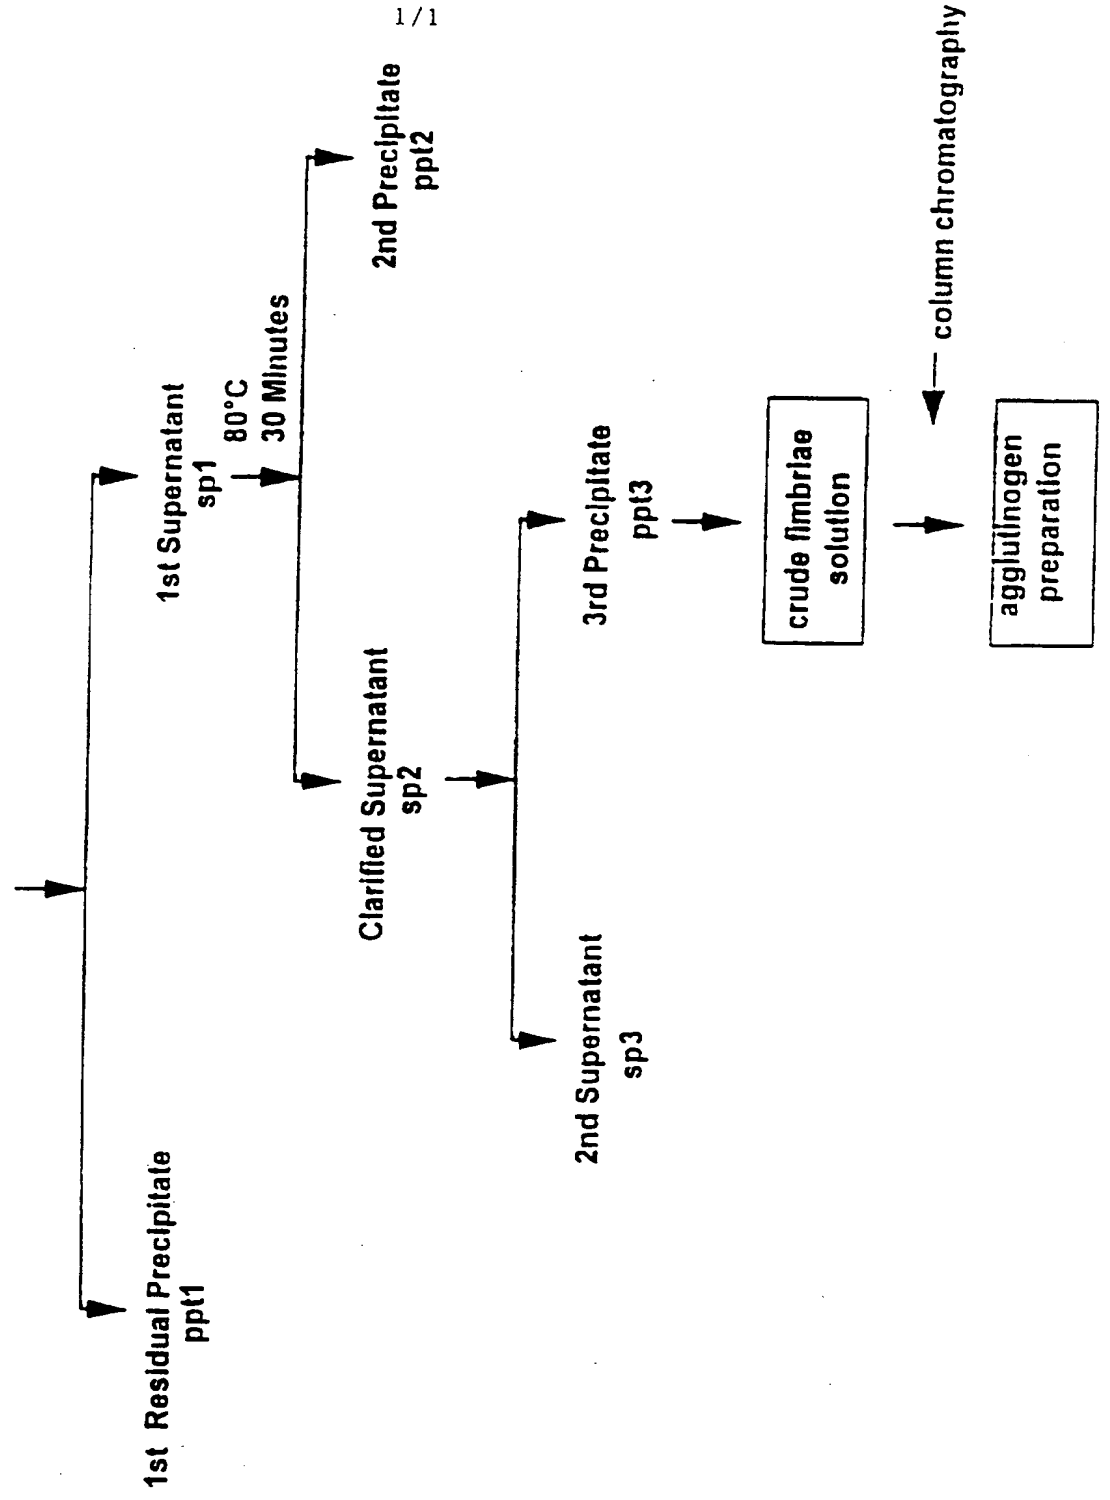 1/1
1st Residual Precipitate
ppt1
1st Supernatant
sp1
80°C
30 Minutes
Clarified Supernatant
sp2
2nd Precipitate
ppt2
2nd Supernatant
sp3
3rd Precipitate
ppt3
crude fimbriae
solution
column chromatography
agglutinogen
preparation